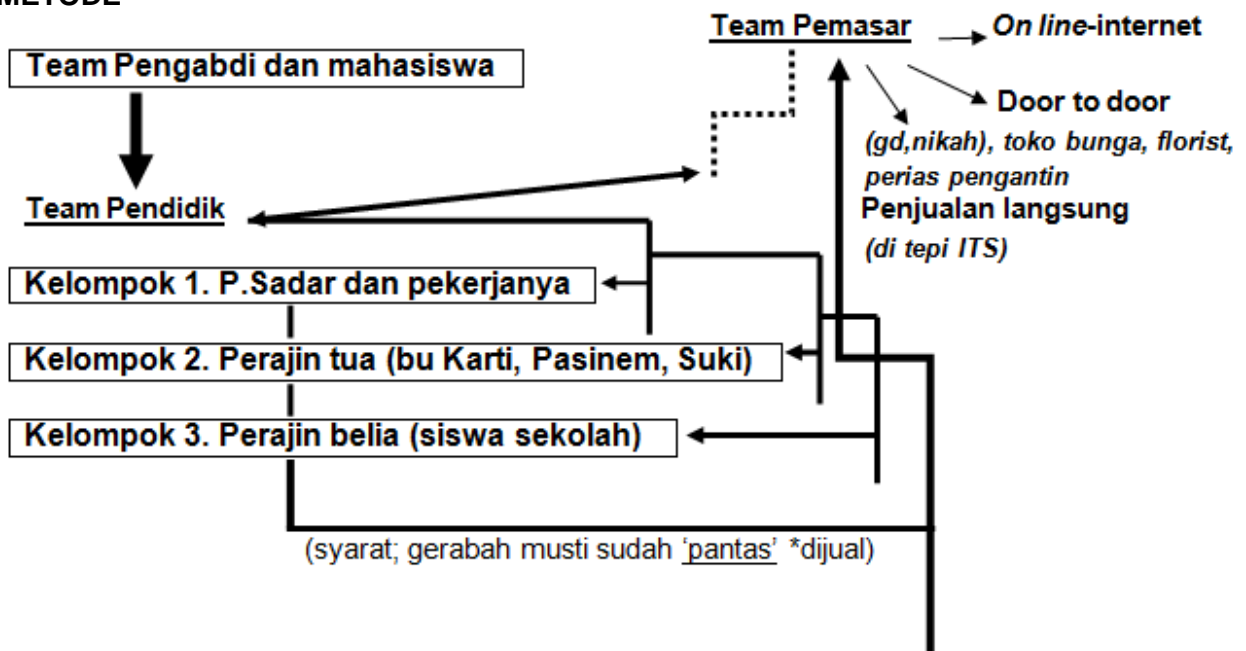 METODE
Team Pemasar
On line-internet
Team Pengabdi dan mahasiswa
Door to door
(gd,nikah), toko bunga, florist,
perias pengantin
Penjualan langsung
(di tepi ITS)
Team Pendidik
Kelompok 1. P.Sadar dan pekerjanya
Kelompok 2. Perajin tua (bu Karti, Pasinem, Suki)
Kelompok 3. Perajin belia (siswa sekolah)
(syarat; gerabah musti sudah ‘pantas’ *dijual)